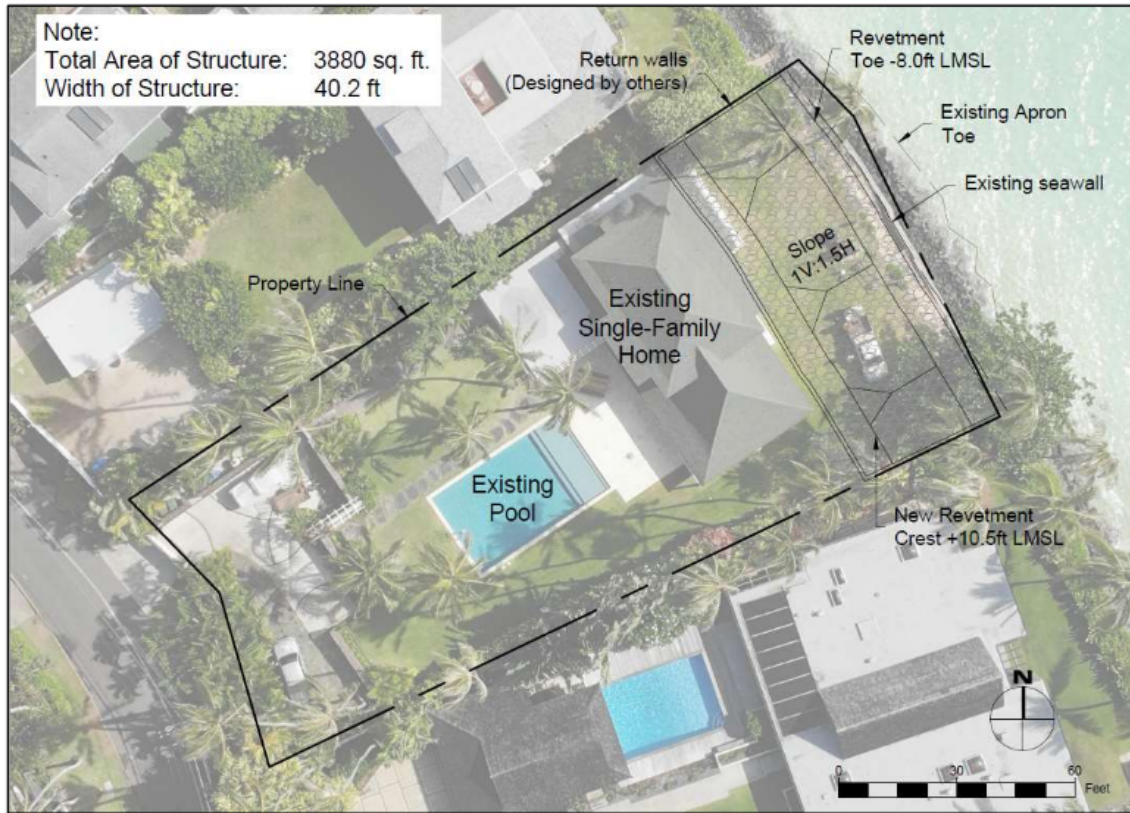 Note:
Total Area of Structure: 3880 sq. ft.
Width of Structure: 40.2 ft
Return walls
(Designed by others)
Revetment
Toe -8.0ft LMSL
Existing Apron
Toe
Existing seawall
Property Line
Slope
1V:1.5H
Existing
Single-Family
Home
Existing
Pool
New Revetment
Crest +10.5ft LMSL
N
0 30 60
Feet